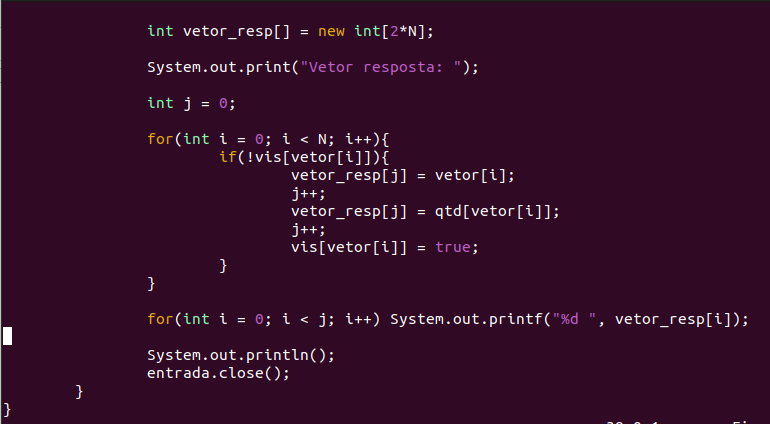 int vetor_resp[] = new int[2*N];
System.out.print("Vetor resposta: ");
int j = 0;
for(int i = 0; i < N; i++){
if(!vis[vetor[i]]){
vetor_resp[j] = vetor[i];
j++;
vetor_resp[j] = qtd[vetor[i]];
j++;
vis[vetor[i]] = true;
}
}
for(int i = 0; i < j; i++) System.out.printf("%d ", vetor_resp[i]);
System.out.println();
entrada.close();
}
}